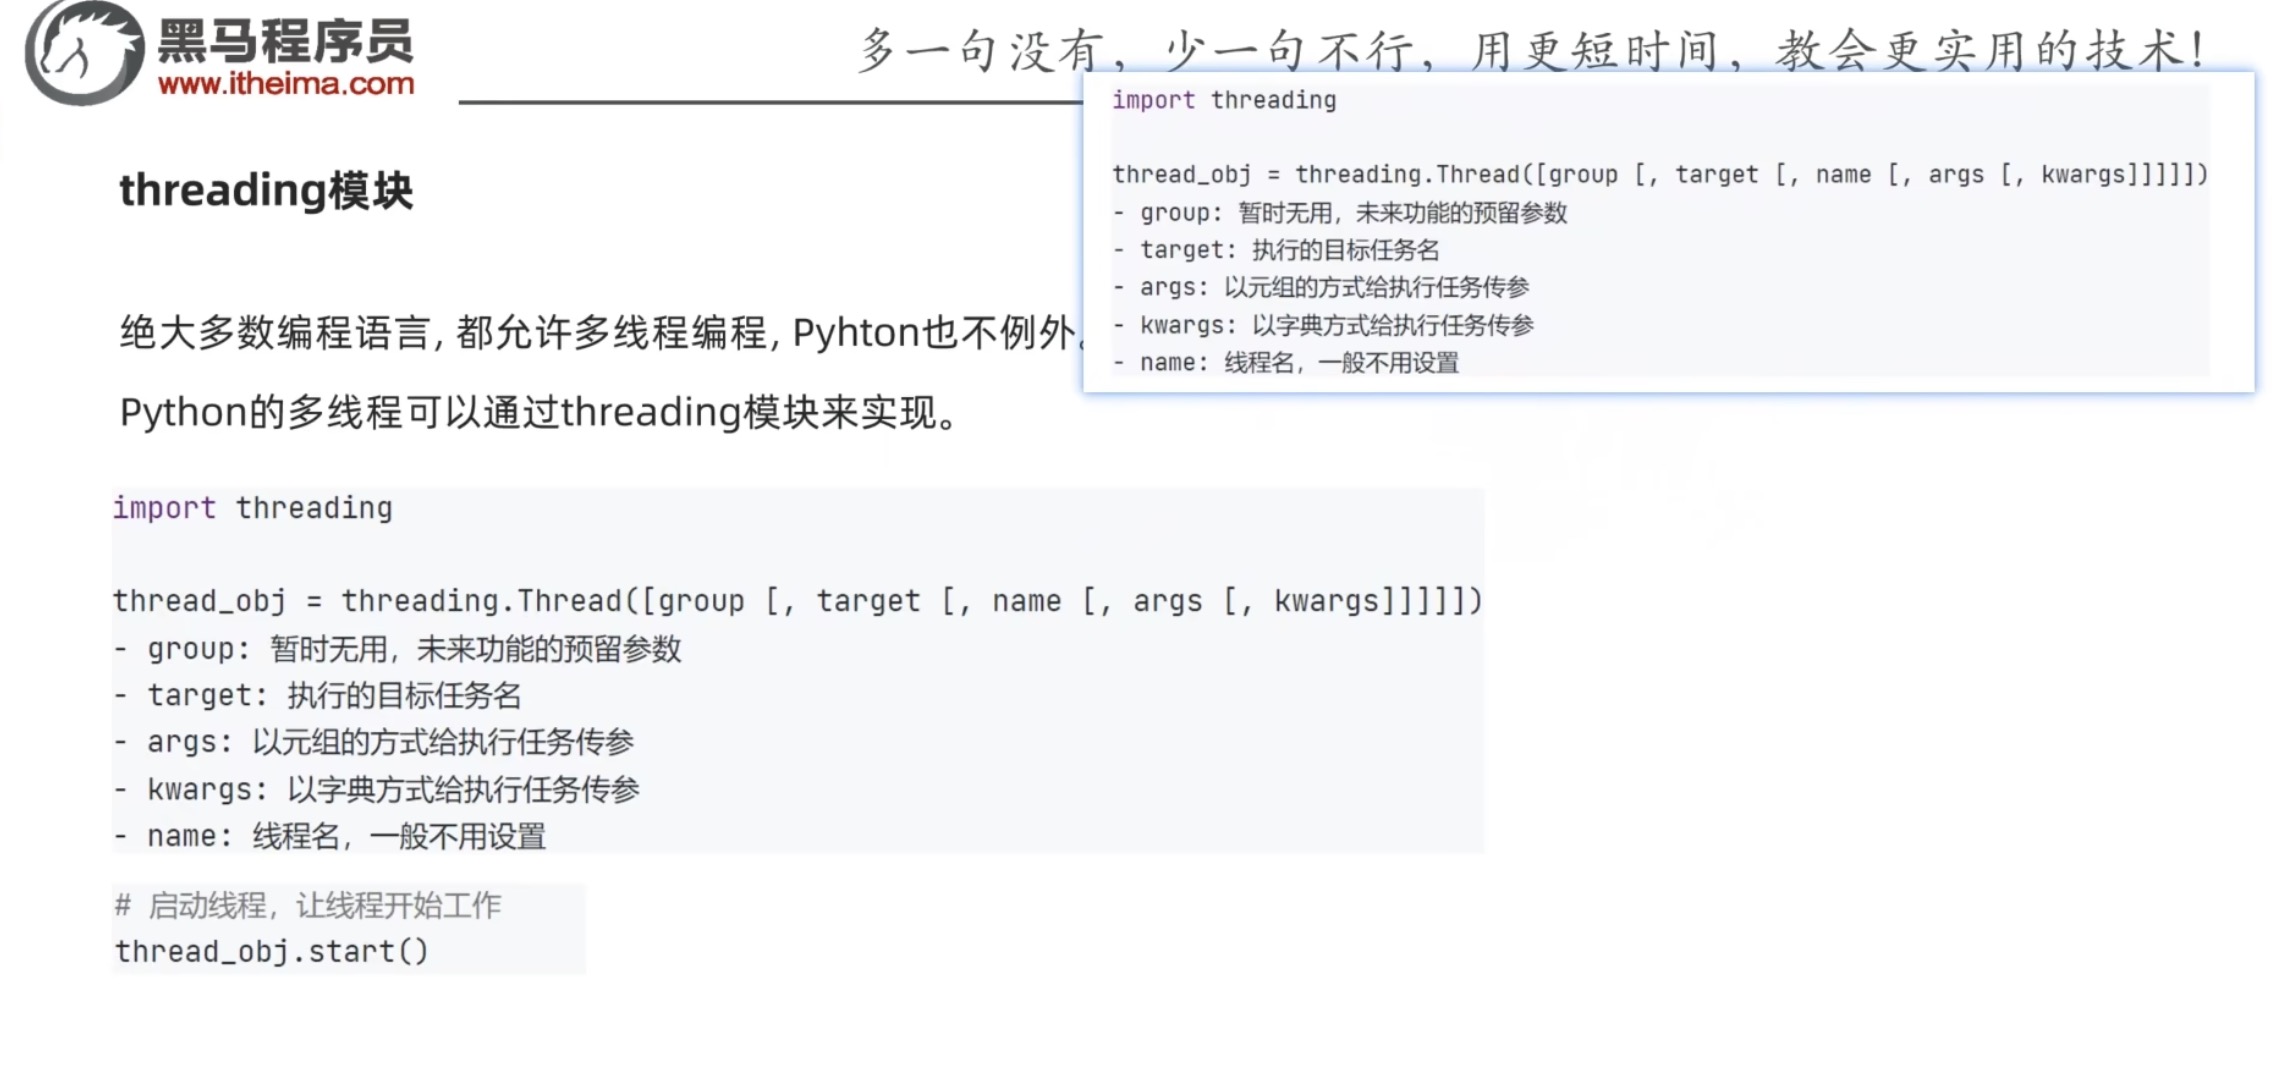 黑马程序员
www.itheima.com
多一句没有，少一句不行，用更短时间，教会更实用的技术！
import threading
thread_obj = threading.Thread([group [, target [, name [, args [, kwargs]]]]])
- group: 暂时无用，未来功能的预留参数
- target: 执行的目标任务名
- args: 以元组的方式给执行任务传参
- kwargs: 以字典方式给执行任务传参
- name: 线程名，一般不用设置
threading模块
绝大多数编程语言, 都允许多线程编程, Pyhton也不例外。
Python的多线程可以通过threading模块来实现。
import threading
thread_obj = threading.Thread([group [, target [, name [, args [, kwargs]]]]])
- group: 暂时无用，未来功能的预留参数
- target: 执行的目标任务名
- args: 以元组的方式给执行任务传参
- kwargs: 以字典方式给执行任务传参
- name: 线程名，一般不用设置
# 启动线程，让线程开始工作
thread_obj.start()